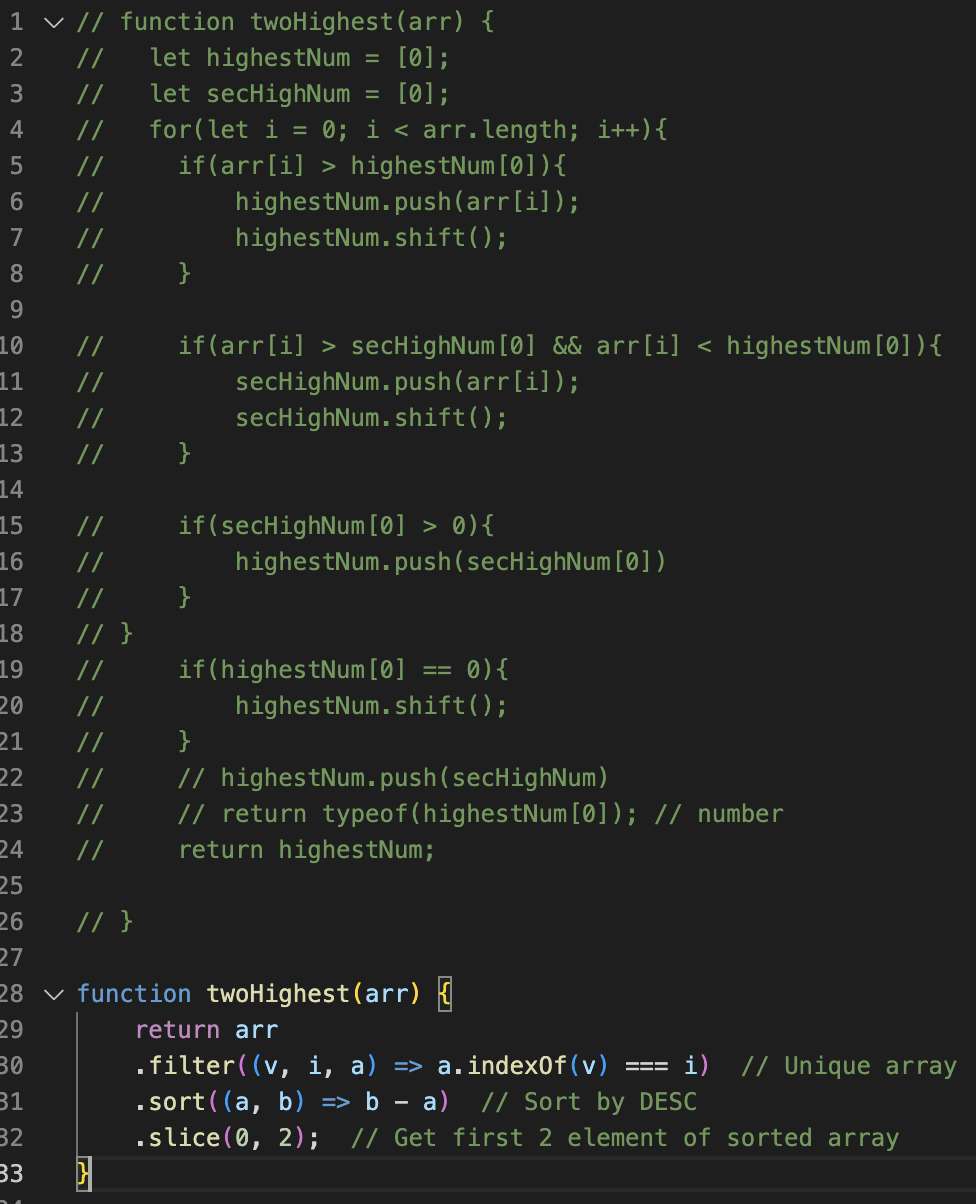 1 // function twoHighest(arr) {
2 //   let highestNum = [0];
3 //   let secHighNum = [0];
4 //   for(let i = 0; i < arr.length; i++){
5 //     if(arr[i] > highestNum[0]){
6 //         highestNum.push(arr[i]);
7 //         highestNum.shift();
8 //     }
9
10 //     if(arr[i] > secHighNum[0] && arr[i] < highestNum[0]){
11 //         secHighNum.push(arr[i]);
12 //         secHighNum.shift();
13 //     }
14
15 //     if(secHighNum[0] > 0){
16 //         highestNum.push(secHighNum[0])
17 //     }
18 // }
19 //     if(highestNum[0] == 0){
20 //         highestNum.shift();
21 //     }
22 //     // highestNum.push(secHighNum)
23 //     // return typeof(highestNum[0]); // number
24 //     return highestNum;
25
26 // }
27
28 function twoHighest(arr) {
29     return arr
30     .filter((v, i, a) => a.indexOf(v) === i)  // Unique array
31     .sort((a, b) => b - a)  // Sort by DESC
32     .slice(0, 2);  // Get first 2 element of sorted array
33 }